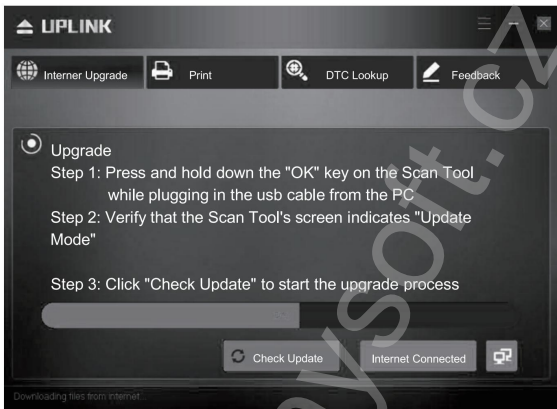 UPLINK
Interner Upgrade Print DTC Lookup Feedback
Upgrade
Step 1: Press and hold down the "OK" key on the Scan Tool
while plugging in the usb cable from the PC
Step 2: Verify that the Scan Tool's screen indicates "Update
Mode"
Step 3: Click "Check Update" to start the upgrade process
Check Update Internet Connected
Downloading files from internet...